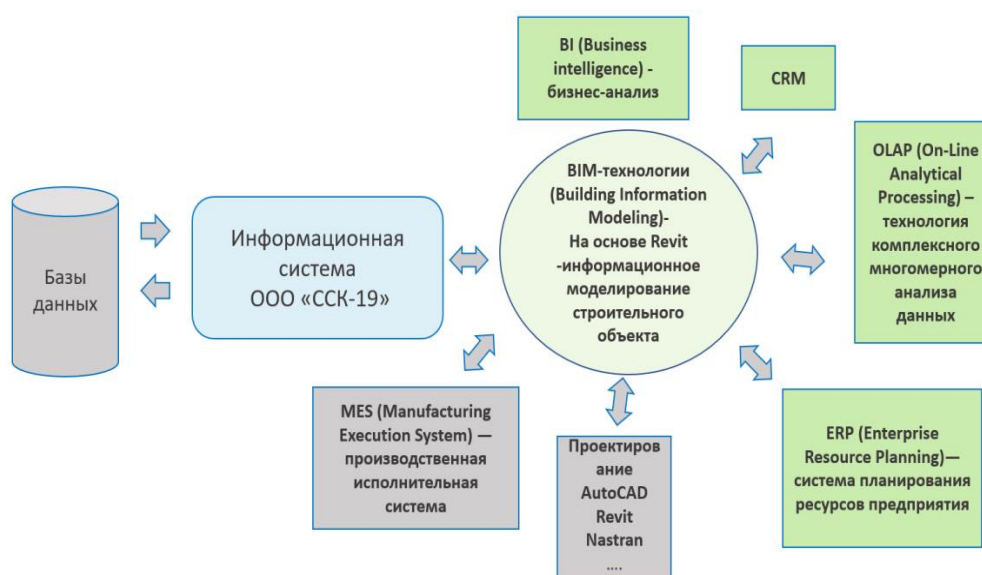 BI (Business
intelligence) -
бизнес-анализ
CRM
OLAP (On-Line
Analytical
Processing) –
технология
комплексного
многомерного
анализа
данных
BIM-технологии
(Building Information
Modeling)-
На основе Revit
-информационное
моделирование
строительного
объекта
Базы
данных
Информационная
система
ООО «ССК-19»
MES (Manufacturing
Execution System) —
производственная
исполнительная
система
Проектиров
ание
AutoCAD
Revit
Nastran
....
ERP (Enterprise
Resource Planning)—
система планирования
ресурсов предприятия